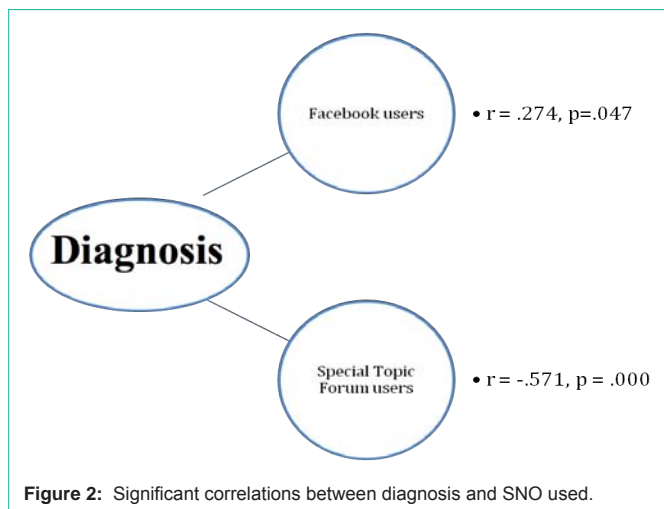 Facebook users
• r = .274, p=.047
Diagnosis
Special Topic
Forum users
• r = -.571, p = .000
Figure 2: Significant correlations between diagnosis and SNO used.